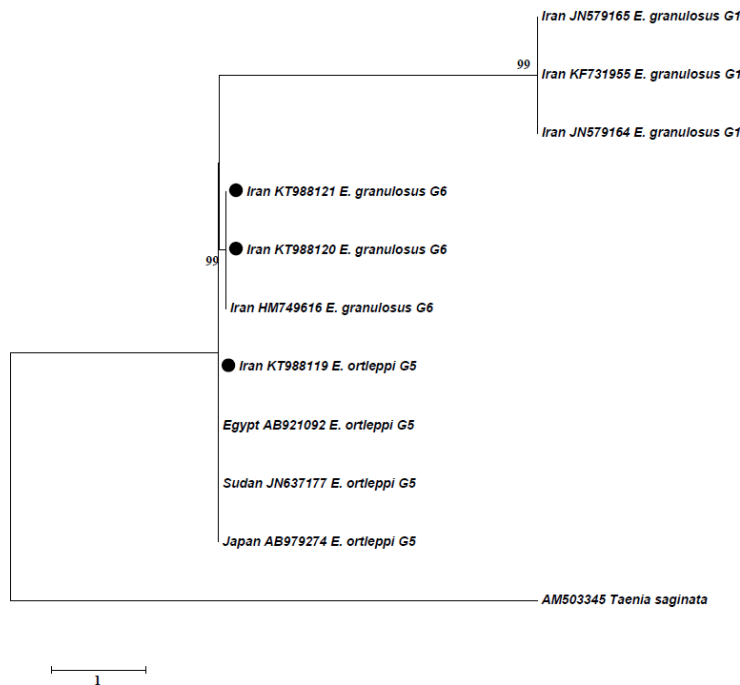 Iran JN579165 E. granulosus G1
99
Iran KF731955 E. granulosus G1
Iran JN579164 E. granulosus G1
Iran KT988121 E. granulosus G6
Iran KT988120 E. granulosus G6
99
Iran HM749616 E. granulosus G6
Iran KT988119 E. ortleppi G5
Egypt AB921092 E. ortleppi G5
Sudan JN637177 E. ortleppi G5
Japan AB979274 E. ortleppi G5
AM503345 Taenia saginata
1